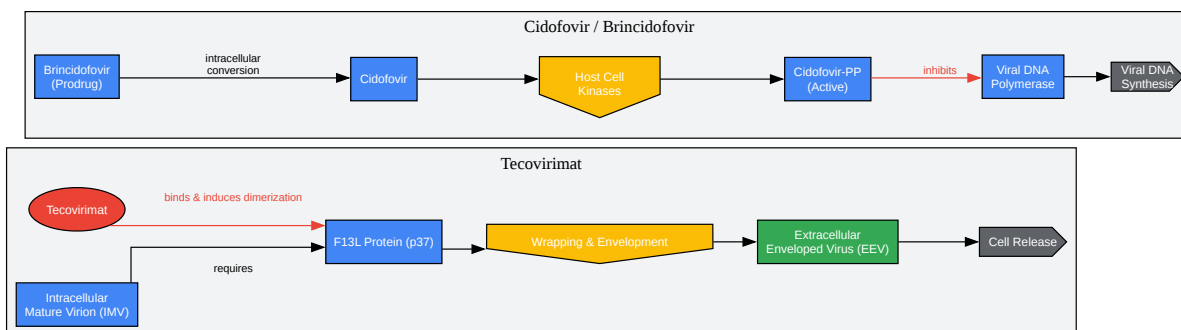 Cidofovir / Brincidofovir
Brincidofovir
(Prodrug)
intracellular
conversion
Cidofovir
Host Cell
Kinases
Cidofovir-PP
(Active)
inhibits
Viral DNA
Polymerase
Viral DNA
Synthesis
Tecovirimat
Tecovirimat
binds & induces dimerization
F13L Protein (p37)
Wrapping & Envelopment
Extracellular
Enveloped Virus (EEV)
Cell Release
requires
Intracellular
Mature Virion (IMV)